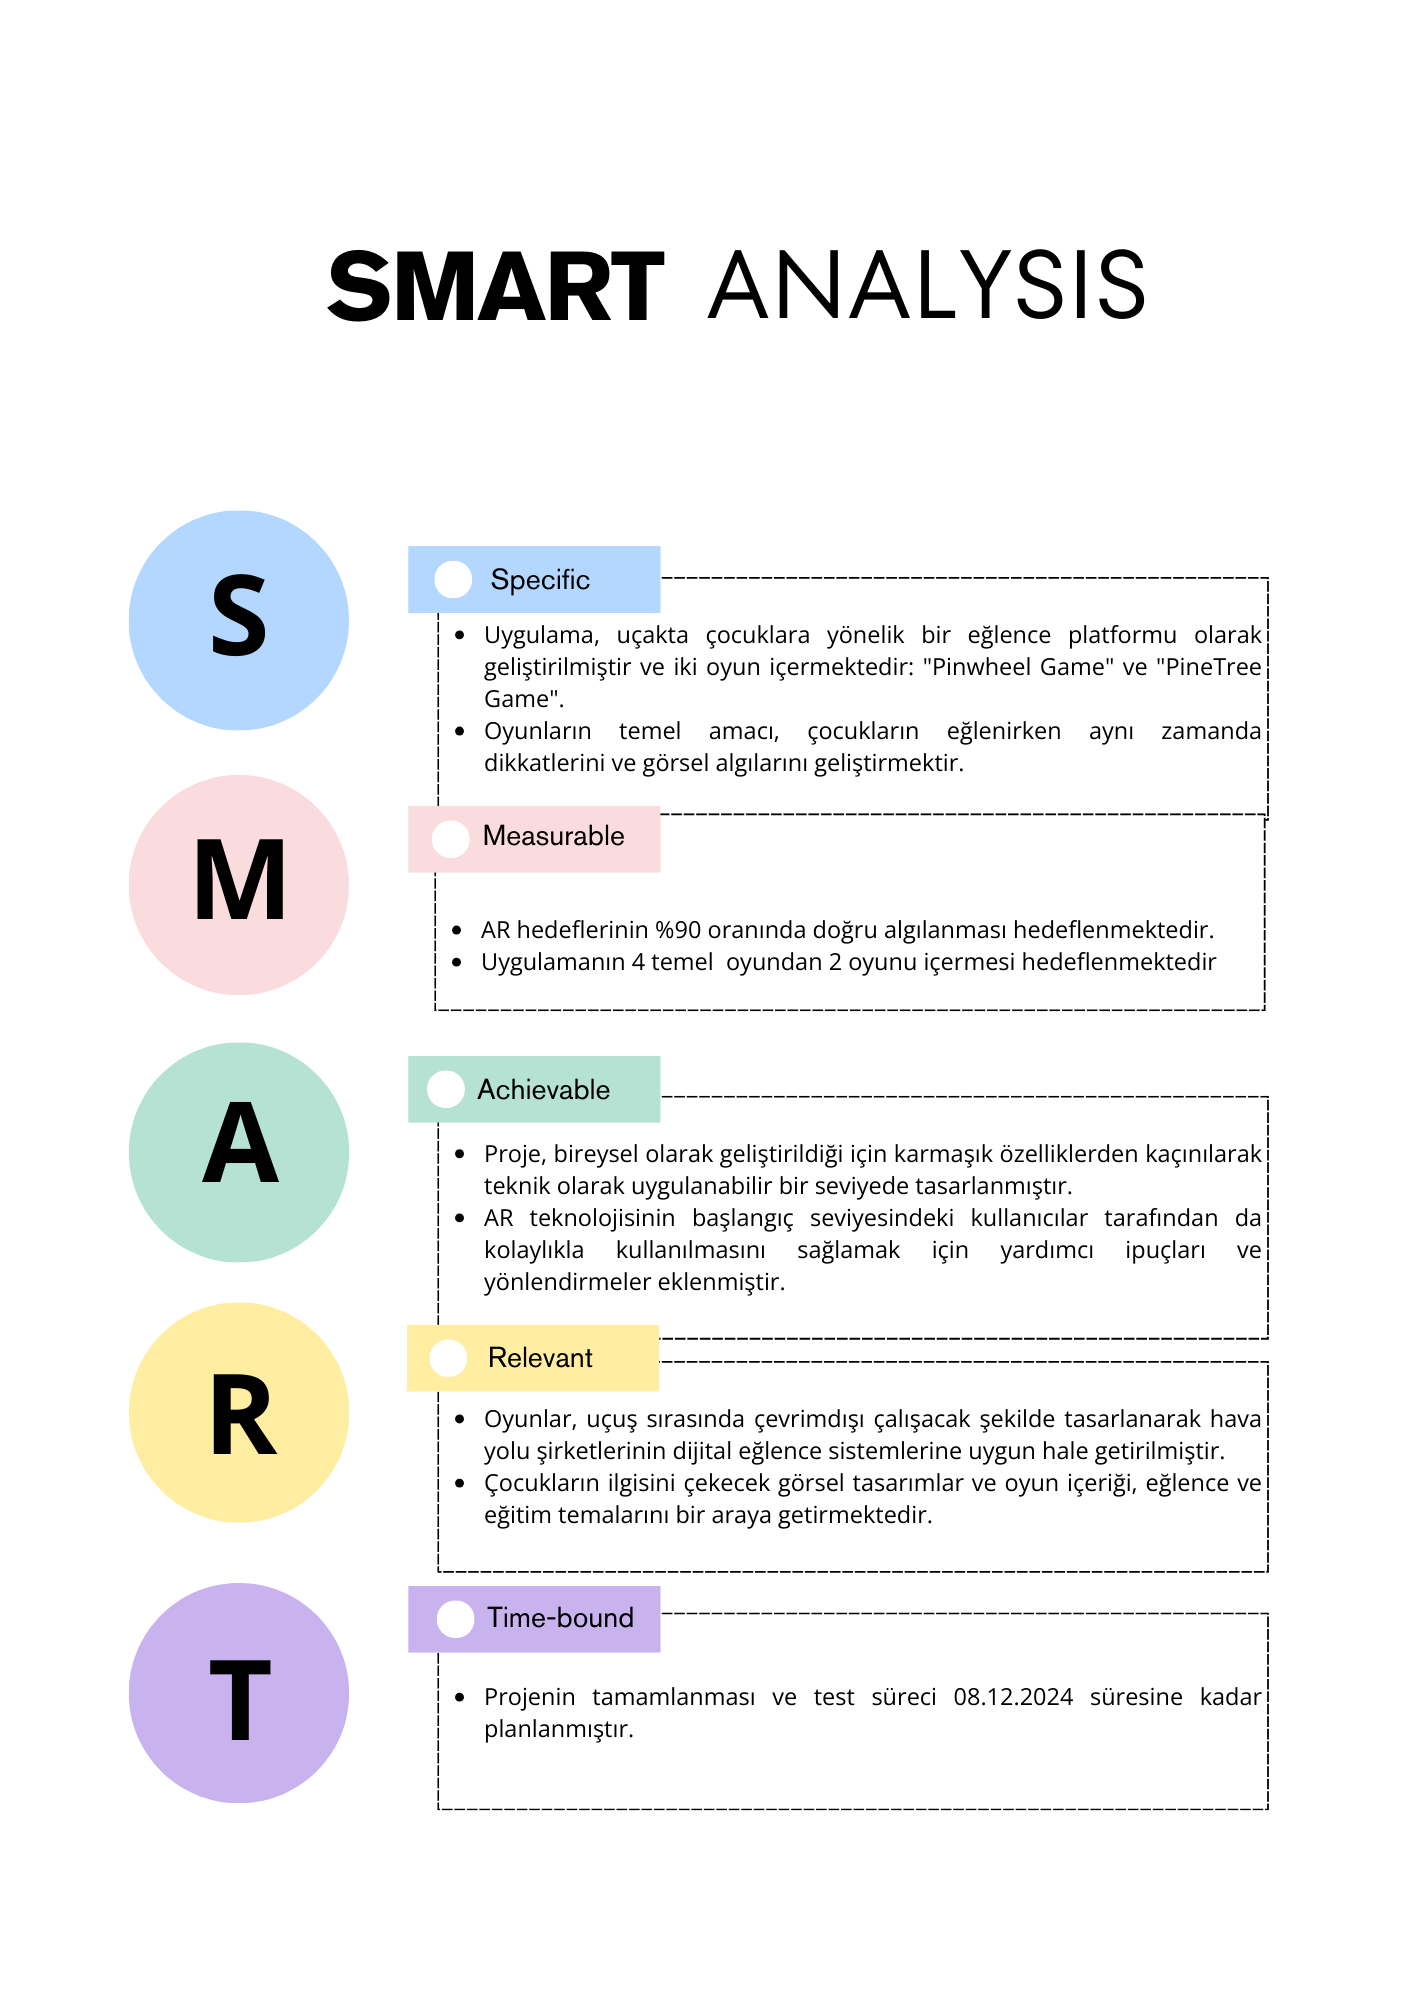 SMART ANALYSIS
S
Specific
• Uygulama, uçakta çocuklara yönelik bir eğlence platformu olarak
geliştirilmiştir ve iki oyun içermektedir: "Pinwheel Game" ve "PineTree
Game".
• Oyunların temel amacı, çocukların eğlenirken aynı zamanda
dikkatlerini ve görsel algılarını geliştirmektir.
M
Measurable
• AR hedeflerinin %90 oranında doğru algılanması hedeflenmektedir.
• Uygulamanın 4 temel  oyundan 2 oyunu içermesi hedeflenmektedir
A
Achievable
• Proje, bireysel olarak geliştirildiği için karmaşık özelliklerden kaçınılarak
teknik olarak uygulanabilir bir seviyede tasarlanmıştır.
• AR teknolojisinin başlangıç seviyesindeki kullanıcılar tarafından da
kolaylıkla kullanılmasını sağlamak için yardımcı ipuçları ve
yönlendirmeler eklenmiştir.
R
Relevant
• Oyunlar, uçuş sırasında çevrimdışı çalışacak şekilde tasarlanarak hava
yolu şirketlerinin dijital eğlence sistemlerine uygun hale getirilmiştir.
• Çocukların ilgisini çekecek görsel tasarımlar ve oyun içeriği, eğlence ve
eğitim temalarını bir araya getirmektedir.
T
Time-bound
• Projenin tamamlanması ve test süreci 08.12.2024 süresine kadar
planlanmıştır.